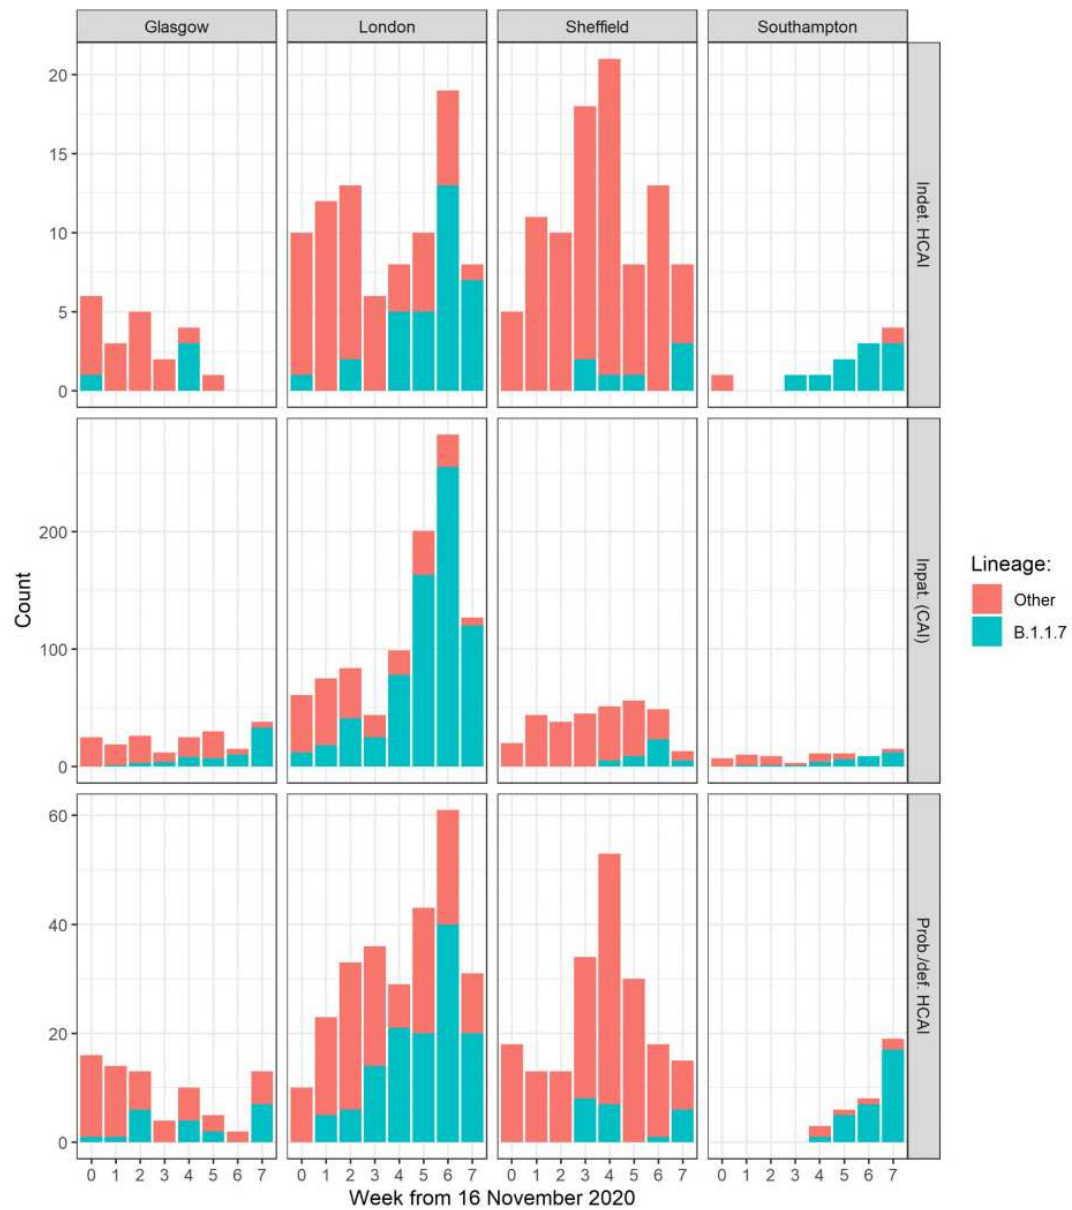 Glasgow London Sheffield Southampton
20
15
10
5
0
Indet. HCAI
200
100
0
Inpat. (CAI)
Count
Lineage:
Other
B.1.1.7
60
40
20
0
Prob./def. HCAI
0 1 2 3 4 5 6 7 0 1 2 3 4 5 6 7 0 1 2 3 4 5 6 7 0 1 2 3 4 5 6 7
Week from 16 November 2020